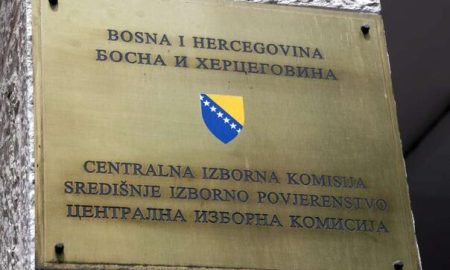 BOSNA I HERCEGOVINA
БОСНА И ХЕРЦЕГОВИНА
CENTRALNA IZBORNA KOMISIJA
SREDIŠNJE IZBORNO POVJERENSTVO
ЦЕНТРАЛНА ИЗБОРНА КОМИСИЈА